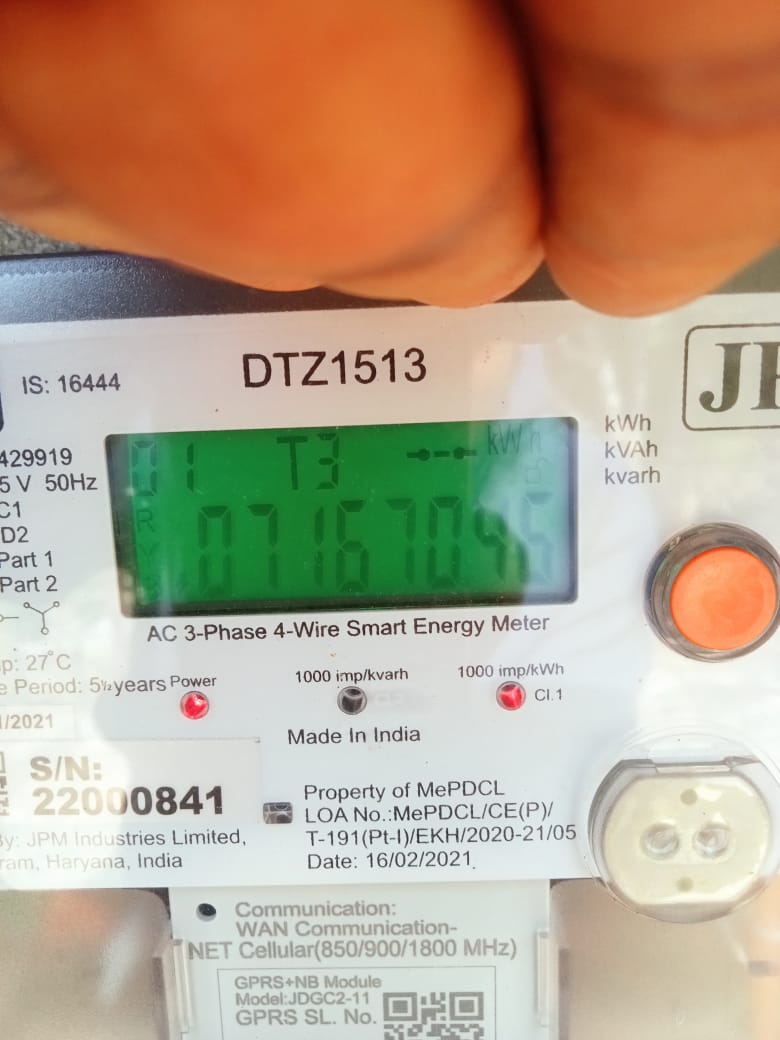 DTZ1513
IS: 16444
kWh
kVAh
kvarh
429919
5 V 50Hz
C1
D2
Part 1
Part 2
01 T3 kWh
R
071670
AC 3-Phase 4-Wire Smart Energy Meter
p: 27°C
e Period: 5½years
Power
1000 imp/kvarh
1000 imp/kWh
Cl.1
/2021
Made In India
S/N:
22000841
Property of MePDCL
LOA No.:MePDCL/CE(P)/
T-191(Pt-I)/EKH/2020-21/05
Date: 16/02/2021
By: JPM Industries Limited,
ram, Haryana, India
Communication:
WAN Communication-
NET Cellular(850/900/1800 MHz)
GPRS+NB Module
Model:JDGC2-11
GPRS SL. No.